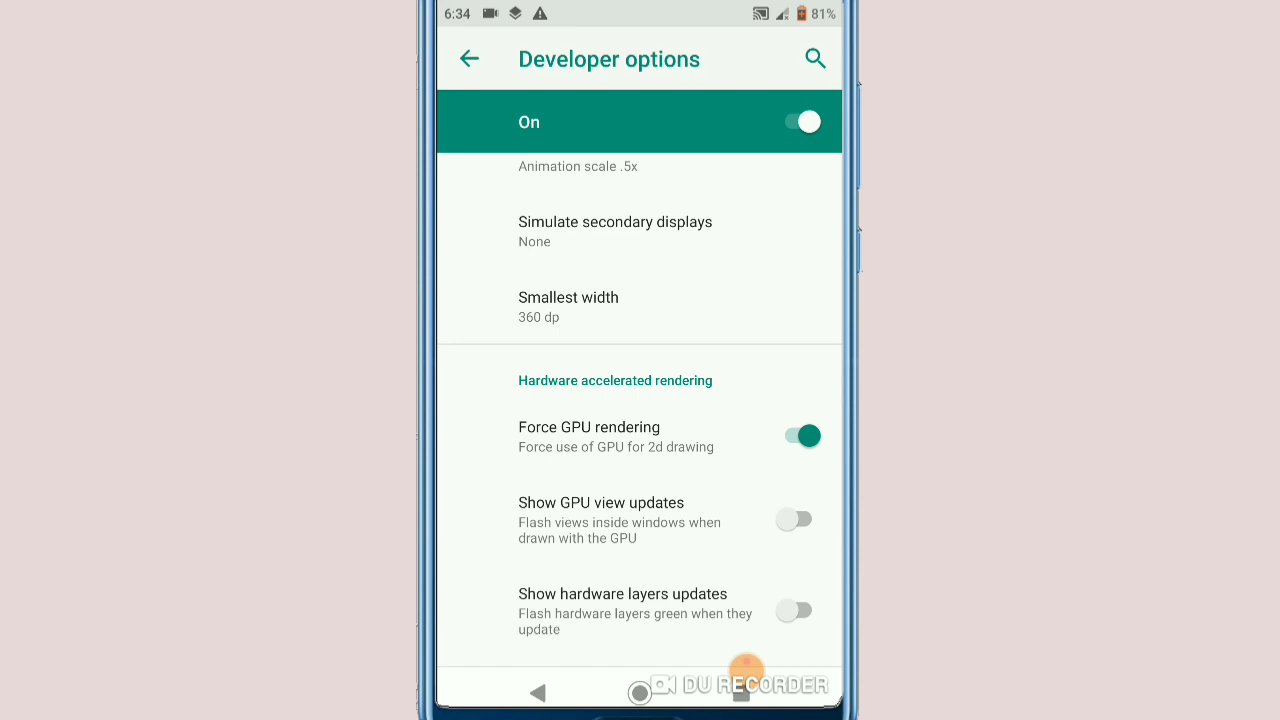 6:34 81%
Developer options
On
Animation scale .5x
Simulate secondary displays
None
Smallest width
360 dp
Hardware accelerated rendering
Force GPU rendering
Force use of GPU for 2d drawing
Show GPU view updates
Flash views inside windows when
drawn with the GPU
Show hardware layers updates
Flash hardware layers green when they
update
DU RECORDER